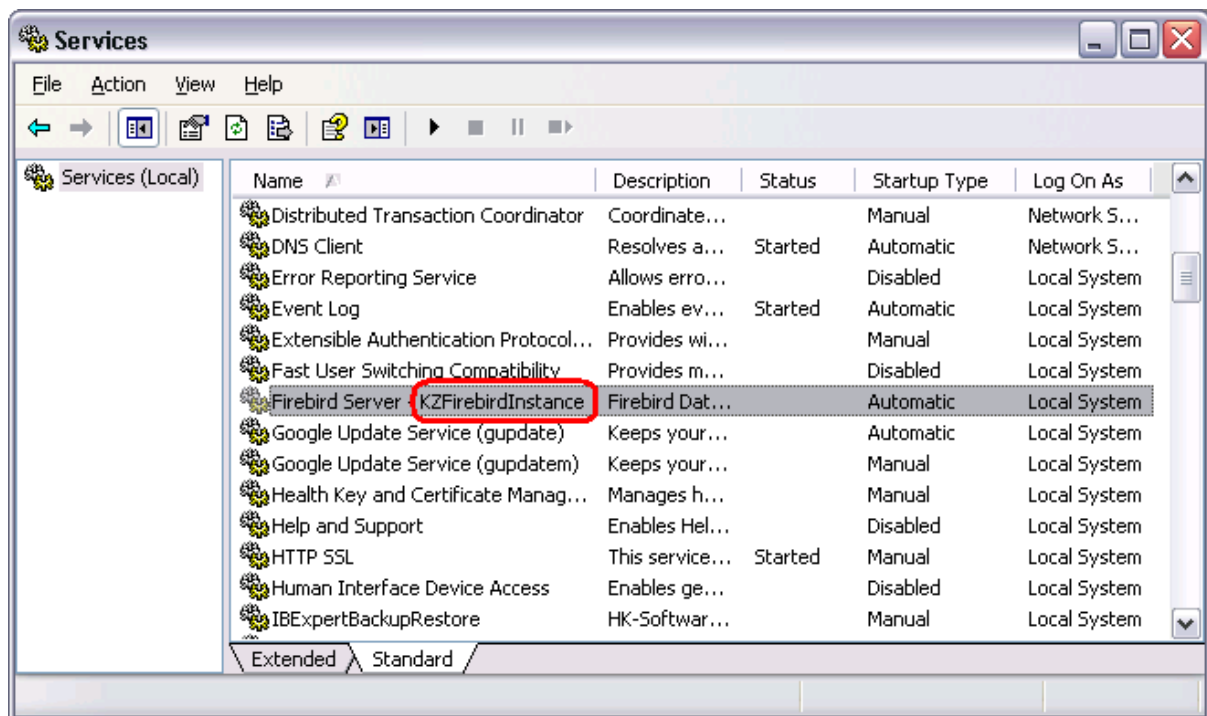 Services
File Action View Help
Services (Local)
Name Description Status Startup Type Log On As
Distributed Transaction Coordinator Coordinate... Manual Network S...
DNS Client Resolves a... Started Automatic Network S...
Error Reporting Service Allows erro... Disabled Local System
Event Log Enables ev... Started Automatic Local System
Extensible Authentication Protocol... Provides wi... Manual Local System
Fast User Switching Compatibility Provides m... Disabled Local System
Firebird Server - KZFirebirdInstance Firebird Dat... Automatic Local System
Google Update Service (gupdate) Keeps your... Automatic Local System
Google Update Service (gupdatem) Keeps your... Manual Local System
Health Key and Certificate Manag... Manages h... Manual Local System
Help and Support Enables Hel... Disabled Local System
HTTP SSL This service... Started Manual Local System
Human Interface Device Access Enables ge... Disabled Local System
IBExpertBackupRestore HK-Softwar... Manual Local System
Extended Standard